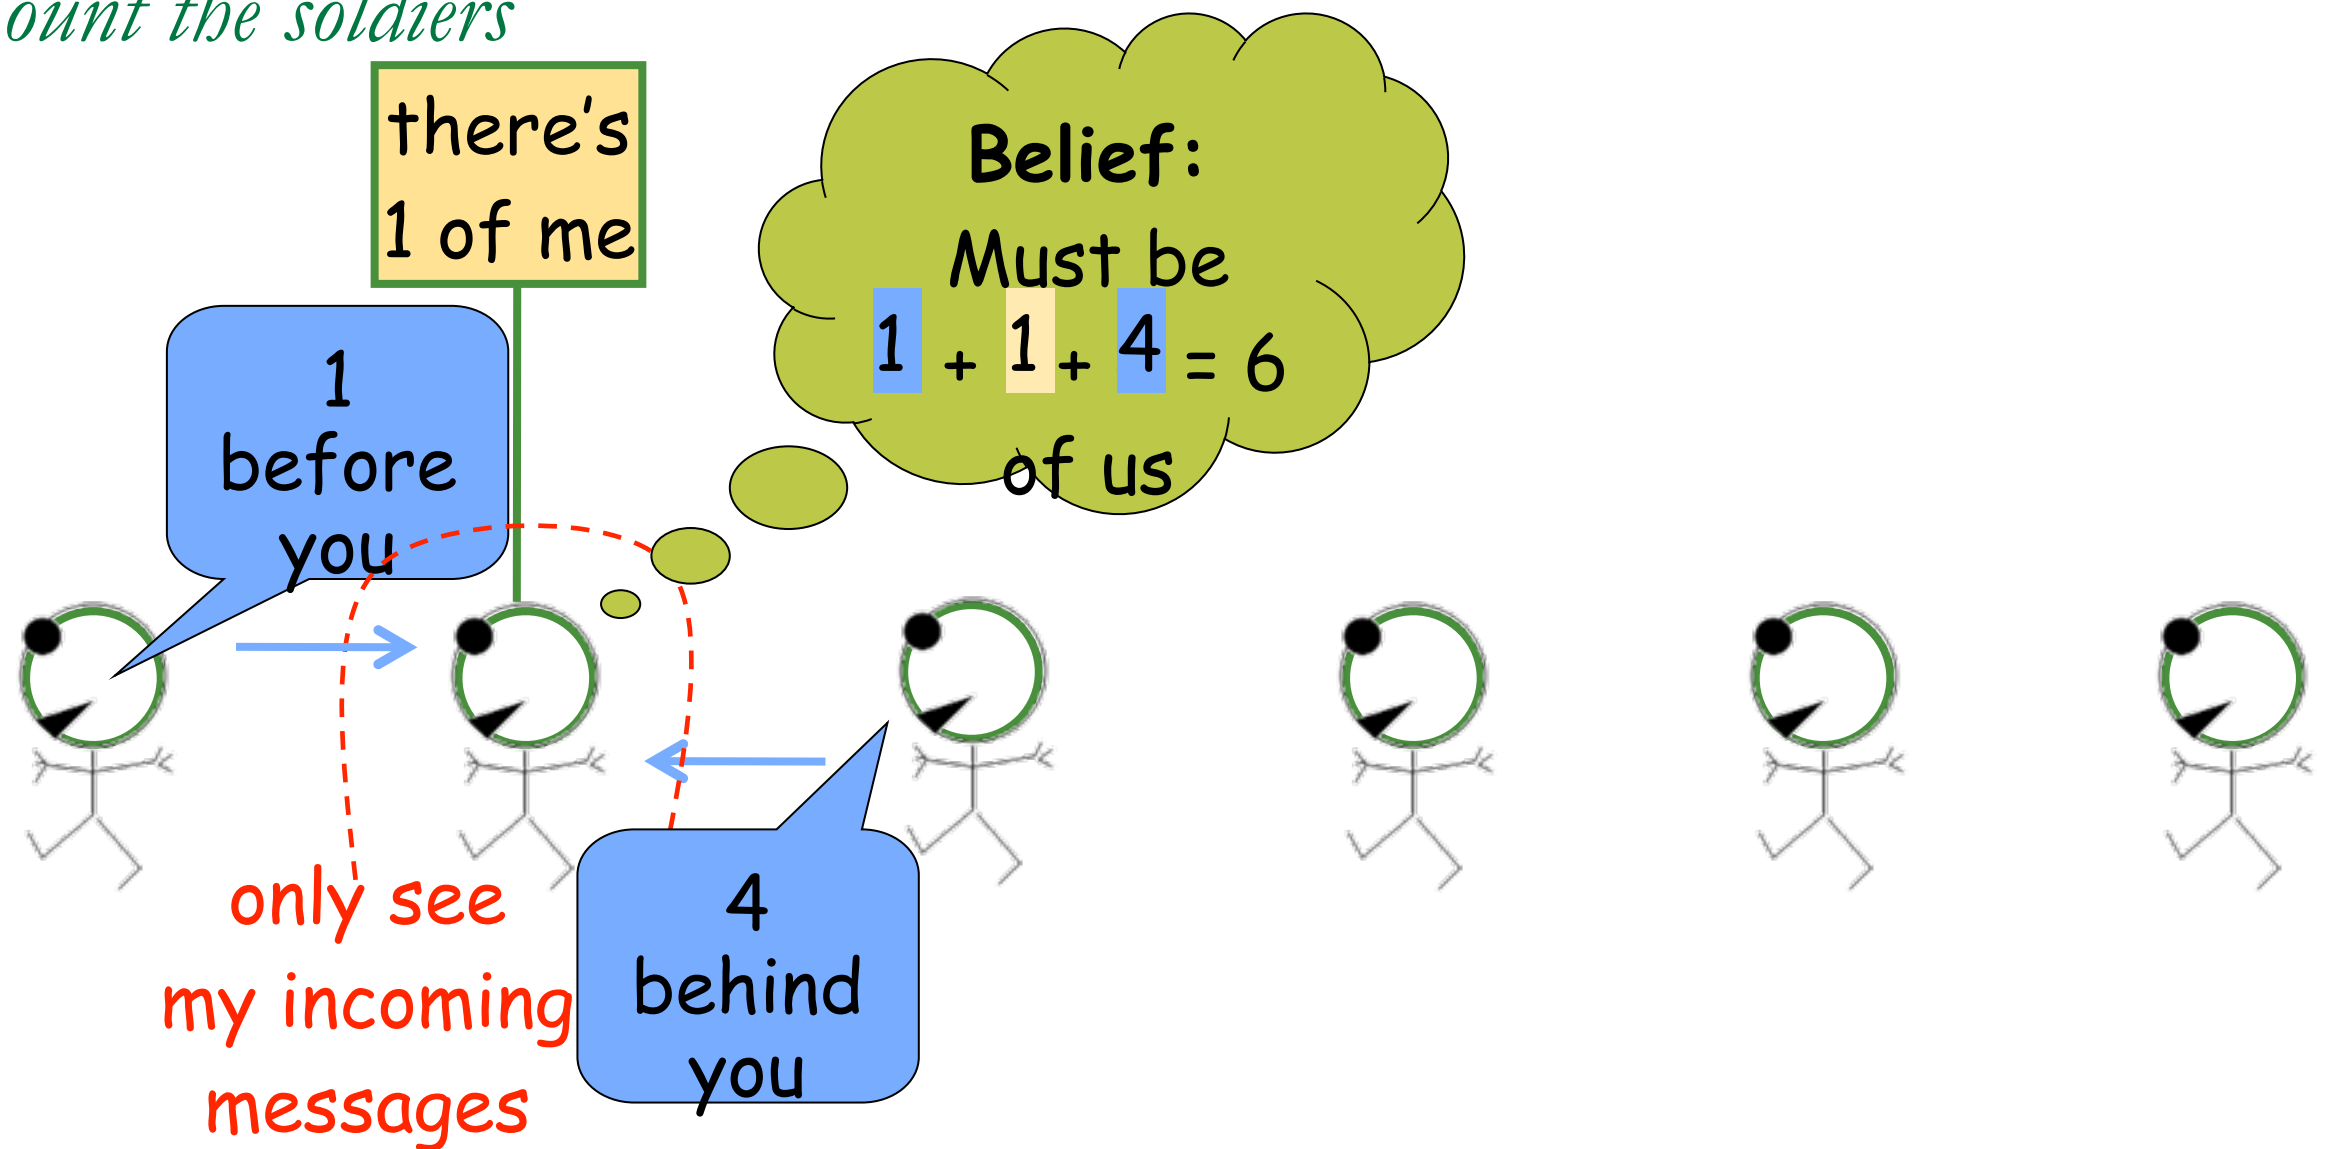 ount the soldiers
there's
1 of me
Belief:
Must be
1 + 1 + 4 = 6
of us
1
before
you
only see
my incoming
messages
4
behind
you